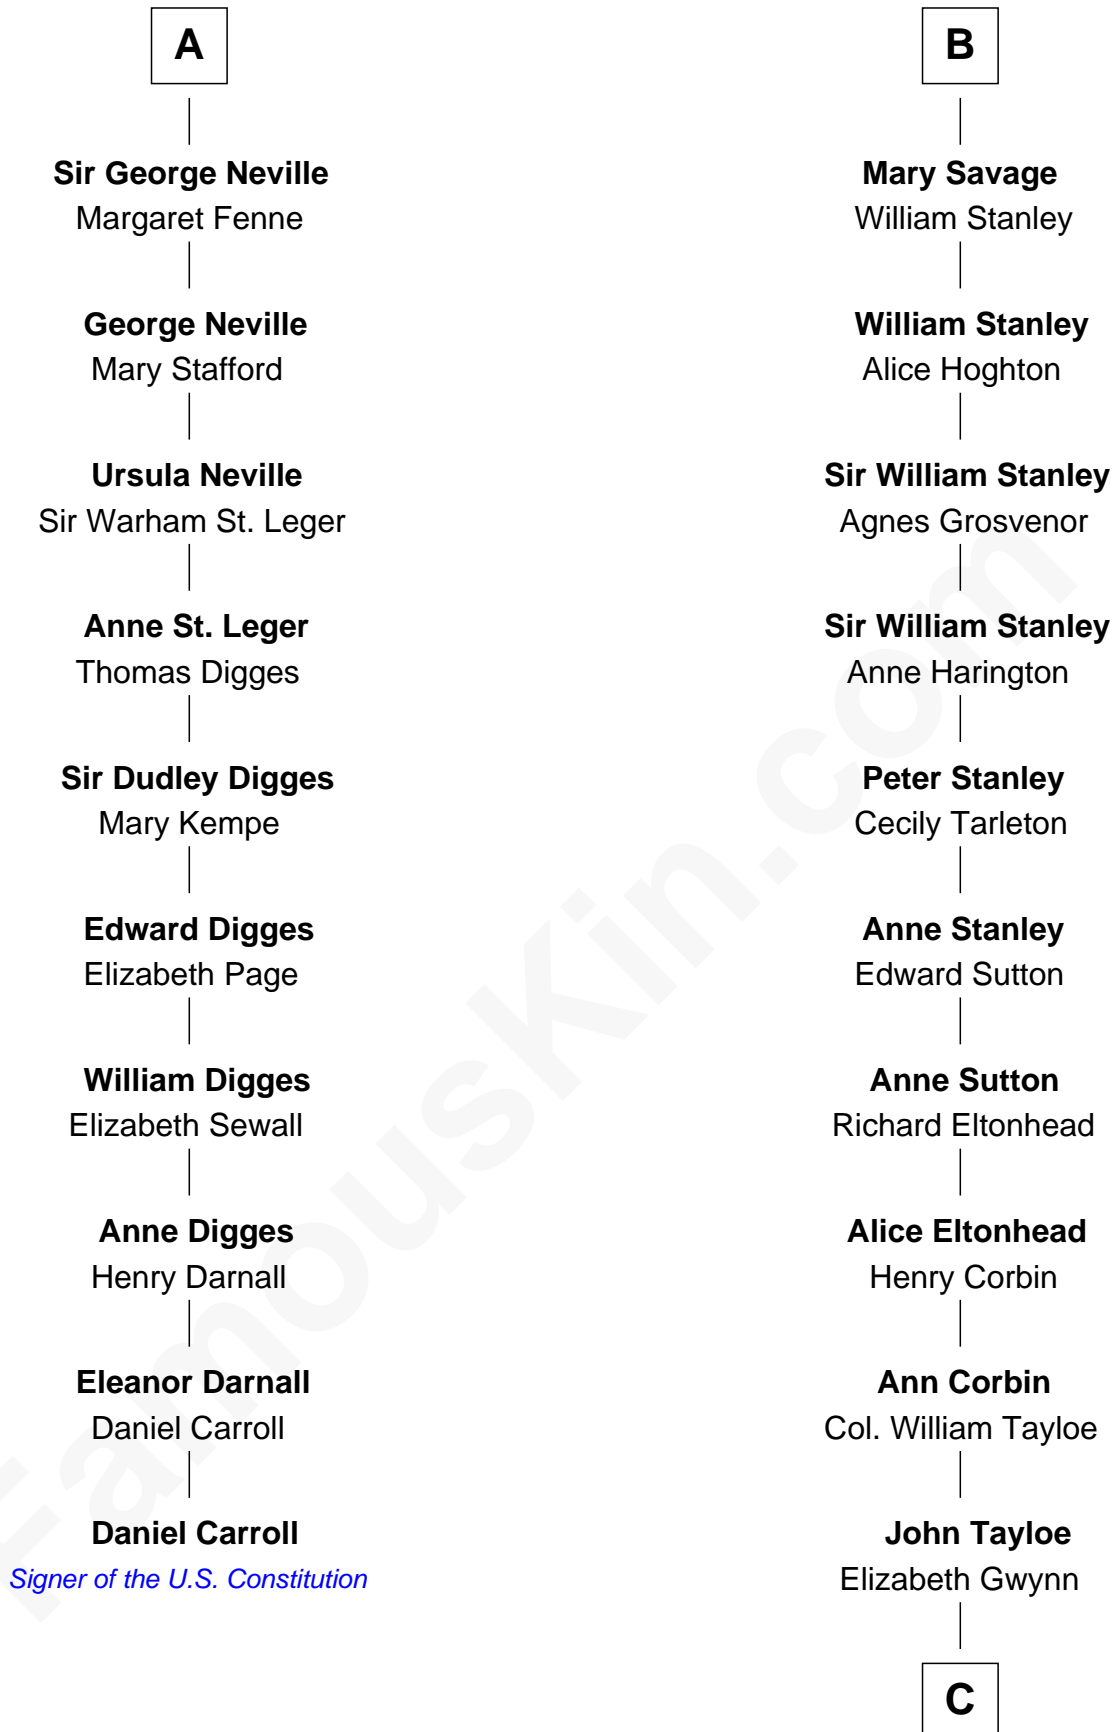 A
Sir George Neville
Margaret Fenne
George Neville
Mary Stafford
Ursula Neville
Sir Warham St. Leger
Anne St. Leger
Thomas Digges
Sir Dudley Digges
Mary Kempe
Edward Digges
Elizabeth Page
William Digges
Elizabeth Sewall
Anne Digges
Henry Darnall
Eleanor Darnall
Daniel Carroll
Daniel Carroll
Signer of the U.S. Constitution
B
Mary Savage
William Stanley
William Stanley
Alice Hoghton
Sir William Stanley
Agnes Grosvenor
Sir William Stanley
Anne Harington
Peter Stanley
Cecily Tarleton
Anne Stanley
Edward Sutton
Anne Sutton
Richard Eltonhead
Alice Eltonhead
Henry Corbin
Ann Corbin
Col. William Tayloe
John Tayloe
Elizabeth Gwynn
C
FamousKin.com